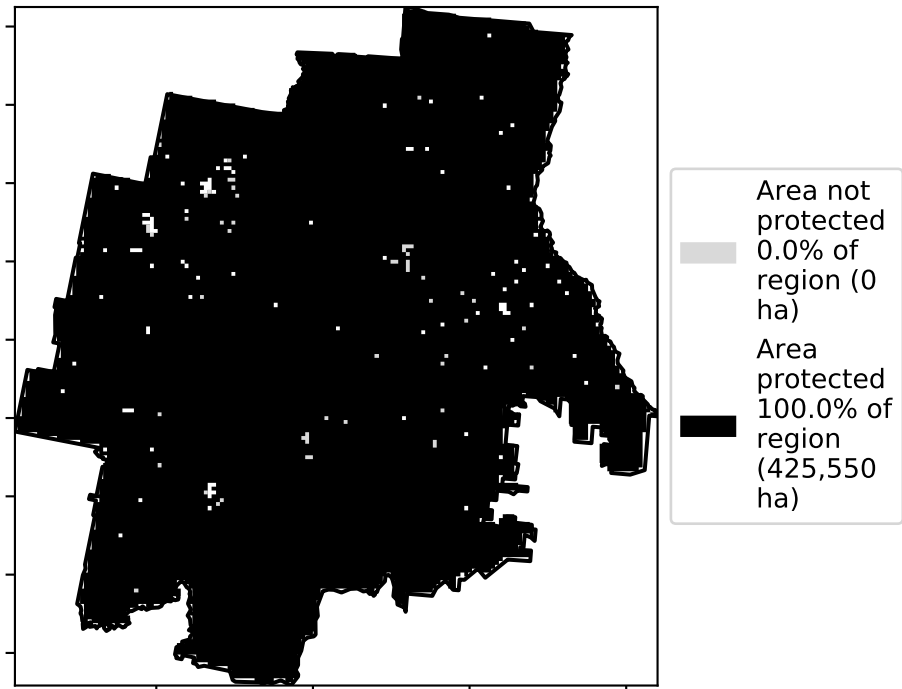 Area not
protected
0.0% of
region (0
ha)
Area
protected
100.0% of
region
(425,550
ha)